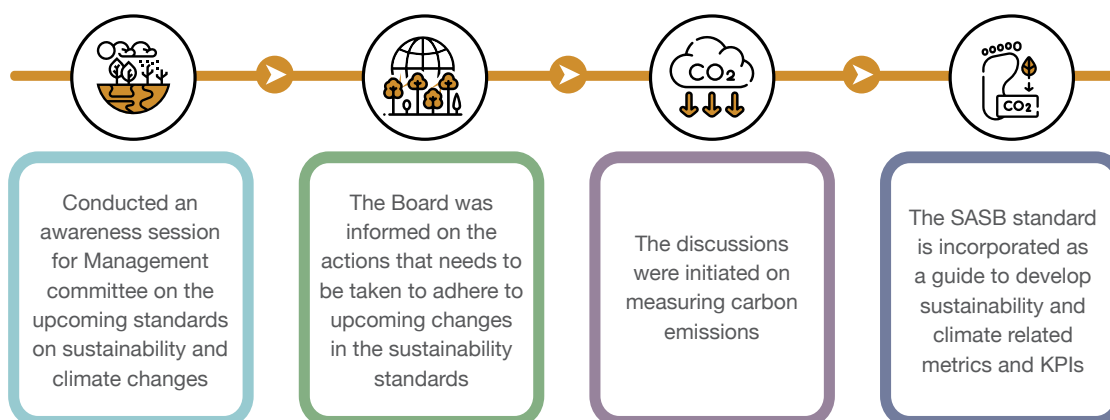 CO₂
CO₂
Conducted an
awareness session
for Management
committee on the
upcoming standards
on sustainability and
climate changes
The Board was
informed on the
actions that needs to
be taken to adhere to
upcoming changes
in the sustainability
standards
The discussions
were initiated on
measuring carbon
emissions
The SASB standard
is incorporated as
a guide to develop
sustainability and
climate related
metrics and KPIs